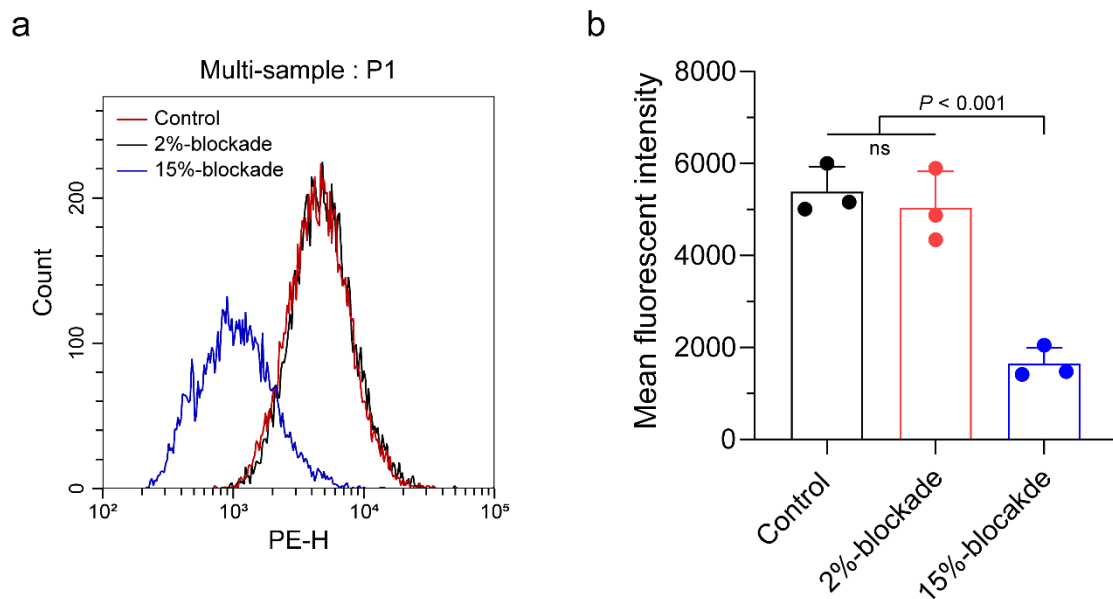 a
Multi-sample : P1
Control
2%-blockade
15%-blockade
Count
200
100
0
10² 10³ 10⁴ 10⁵
PE-H
b
Mean fluorescent intensity
8000
6000
4000
2000
0
P < 0.001
ns
Control
2%-blockade
15%-blocakde